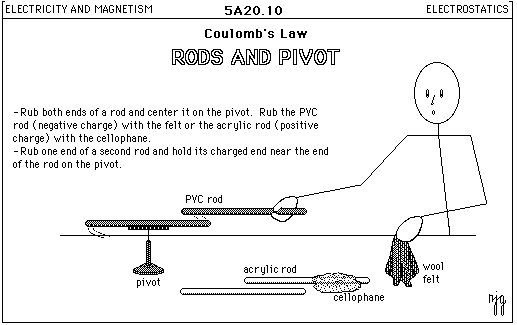 ELECTRICITY AND MAGNETISM
5A20.10
ELECTROSTATICS
Coulomb's Law
RODS AND PIVOT
- Rub both ends of a rod and center it on the pivot. Rub the PVC
rod (negative charge) with the felt or the acrylic rod (positive
charge) with the cellophane.
- Rub one end of a second rod and hold its charged end near the end
of the rod on the pivot.
PVC rod
pivot
acrylic rod
cellophane
wool
felt
njg